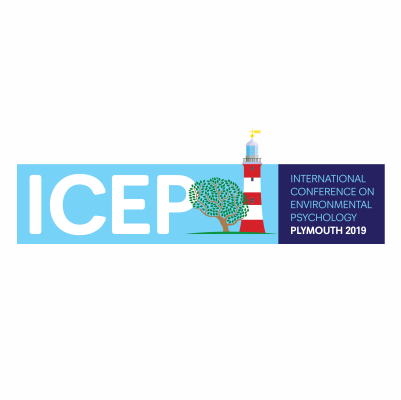 ICEP
INTERNATIONAL
CONFERENCE ON
ENVIRONMENTAL
PSYCHOLOGY
PLYMOUTH 2019